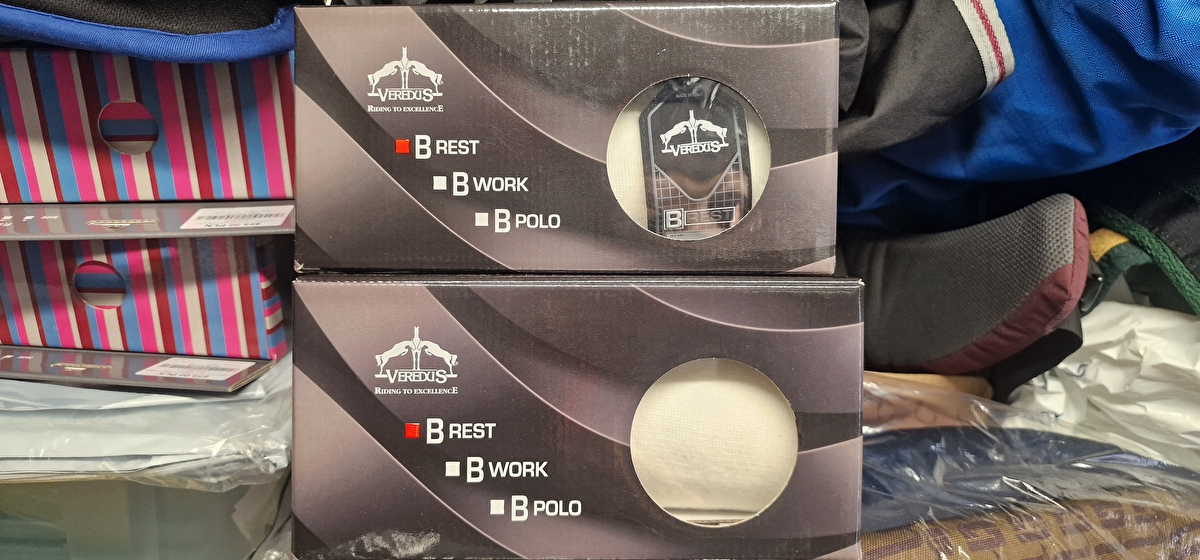 VEREDUS
RIDING TO EXCELLENCE
B REST
B WORK
B POLO
VEREDUS
B REST
VEREDUS
RIDING TO EXCELLENCE
B REST
B WORK
B POLO